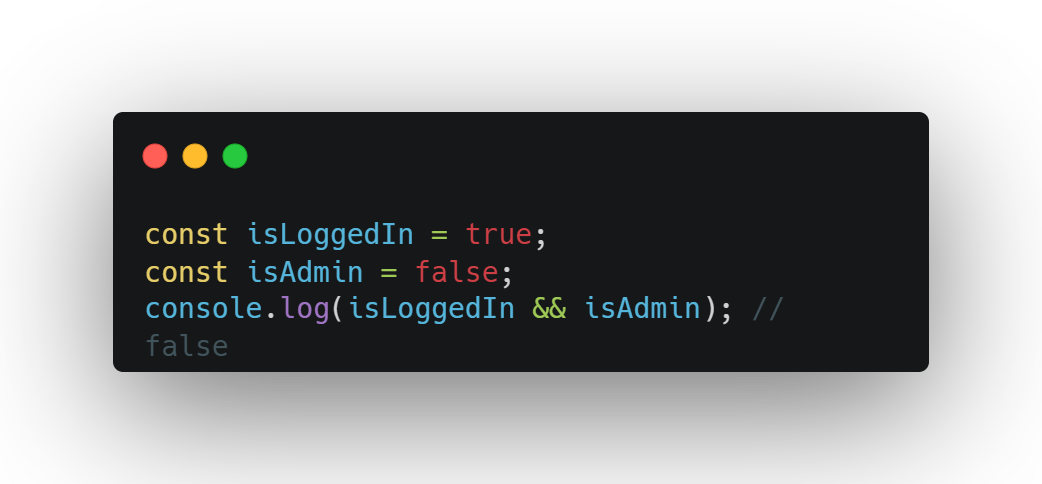 const isLoggedIn = true;
const isAdmin = false;
console.log(isLoggedIn && isAdmin); //
false